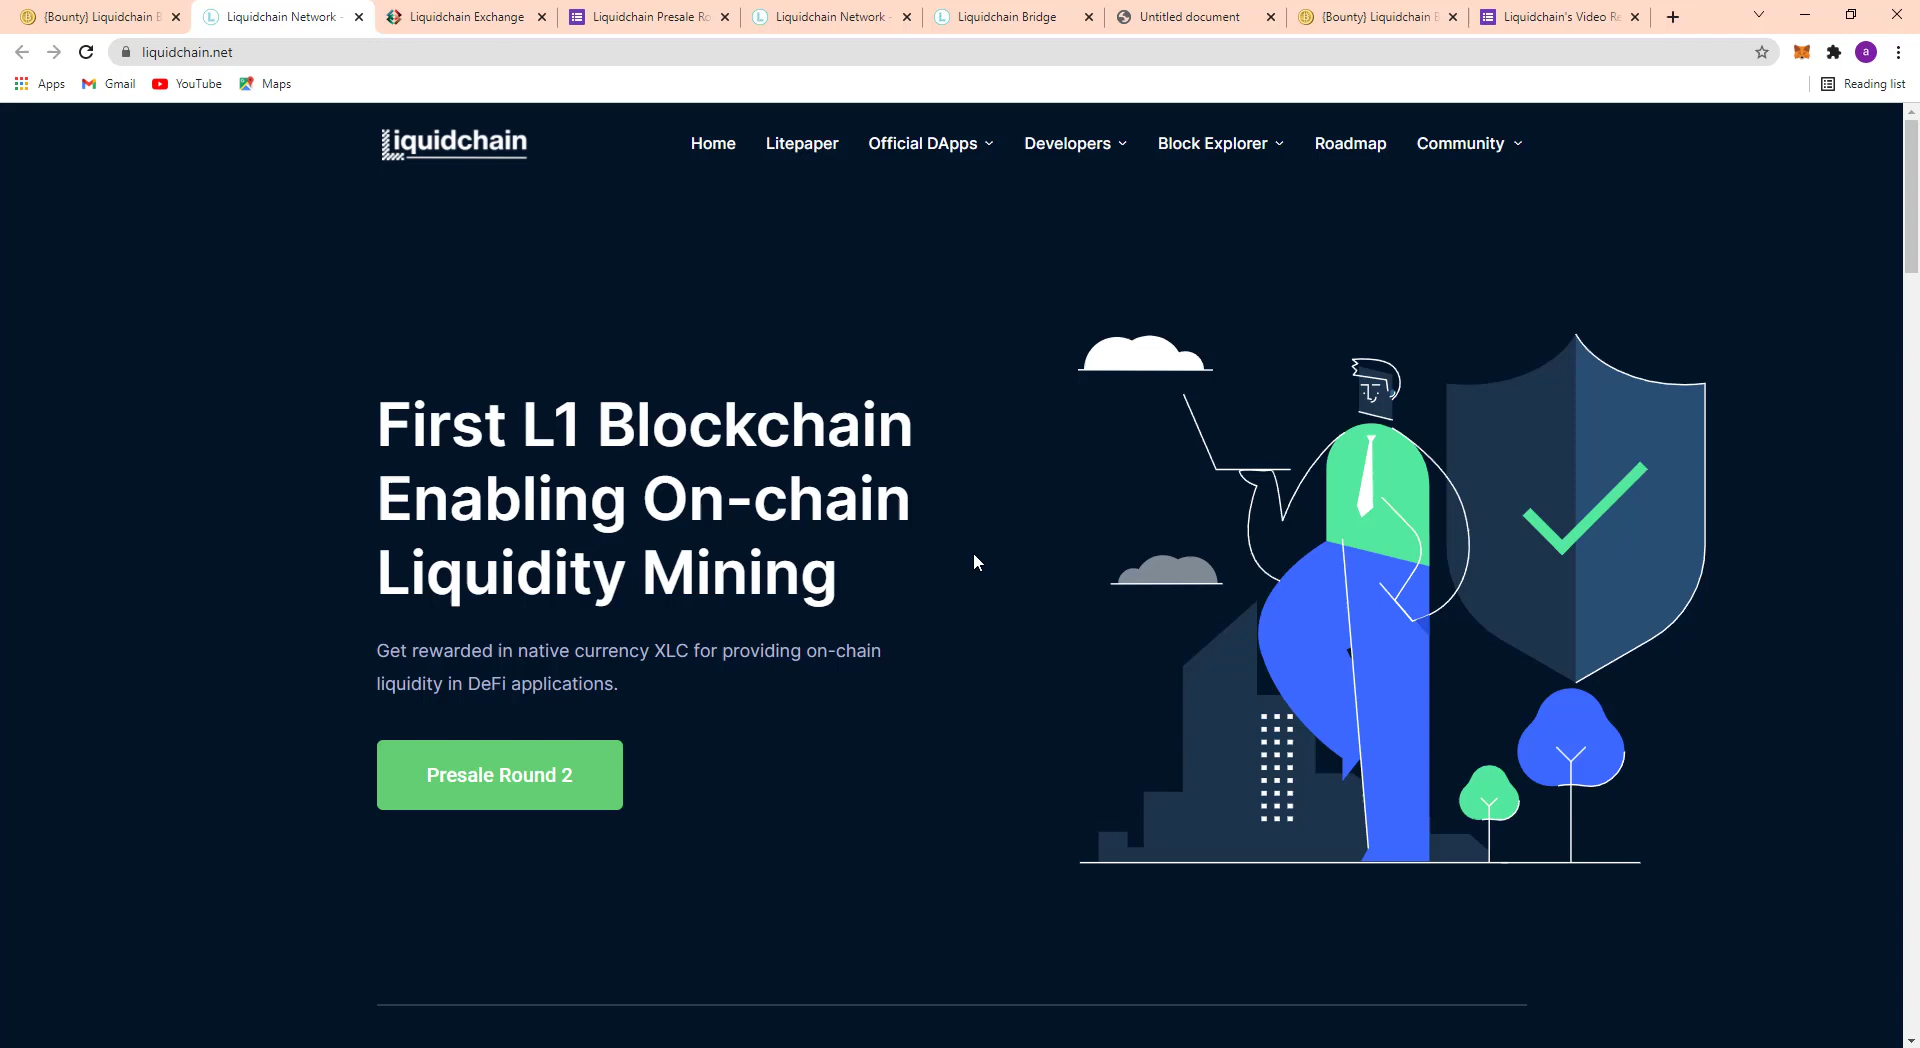 {Bounty} Liquidchain B
Liquidchain Network -
Liquidchain Exchange
Liquidchain Presale Ro
Liquidchain Network -
Liquidchain Bridge
Untitled document
{Bounty} Liquidchain B
Liquidchain's Video Re
liquidchain.net
a
Apps
Gmail
YouTube
Maps
Reading list
Liquidchain
Home
Litepaper
Official DApps
Developers
Block Explorer
Roadmap
Community
First L1 Blockchain
Enabling On-chain
Liquidity Mining
Get rewarded in native currency XLC for providing on-chain
liquidity in DeFi applications.
Presale Round 2